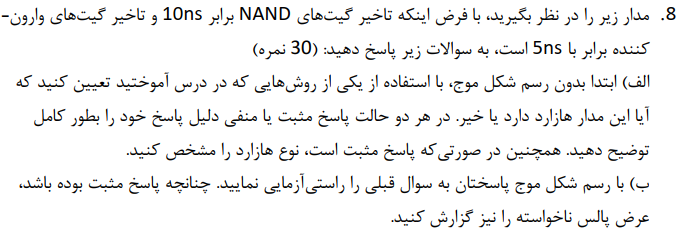 8. مدار زیر را در نظر بگیرید، با فرض اینکه تاخیر گیت‌های NAND برابر 10ns و تاخیر گیت‌های وارون-
کننده برابر با 5ns است، به سوالات زیر پاسخ دهید: (30 نمره)
الف) ابتدا بدون رسم شکل موج، با استفاده از یکی از روش‌هایی که در درس آموختید تعیین کنید که
آیا این مدار هازارد دارد یا خیر. در هر دو حالت پاسخ مثبت یا منفی دلیل پاسخ خود را بطور کامل
توضیح دهید. همچنین در صورتی‌که پاسخ مثبت است، نوع هازارد را مشخص کنید.
ب) با رسم شکل موج پاسختان به سوال قبلی را راستی‌آزمایی نمایید. چنانچه پاسخ مثبت بوده باشد،
عرض پالس ناخواسته را نیز گزارش کنید.